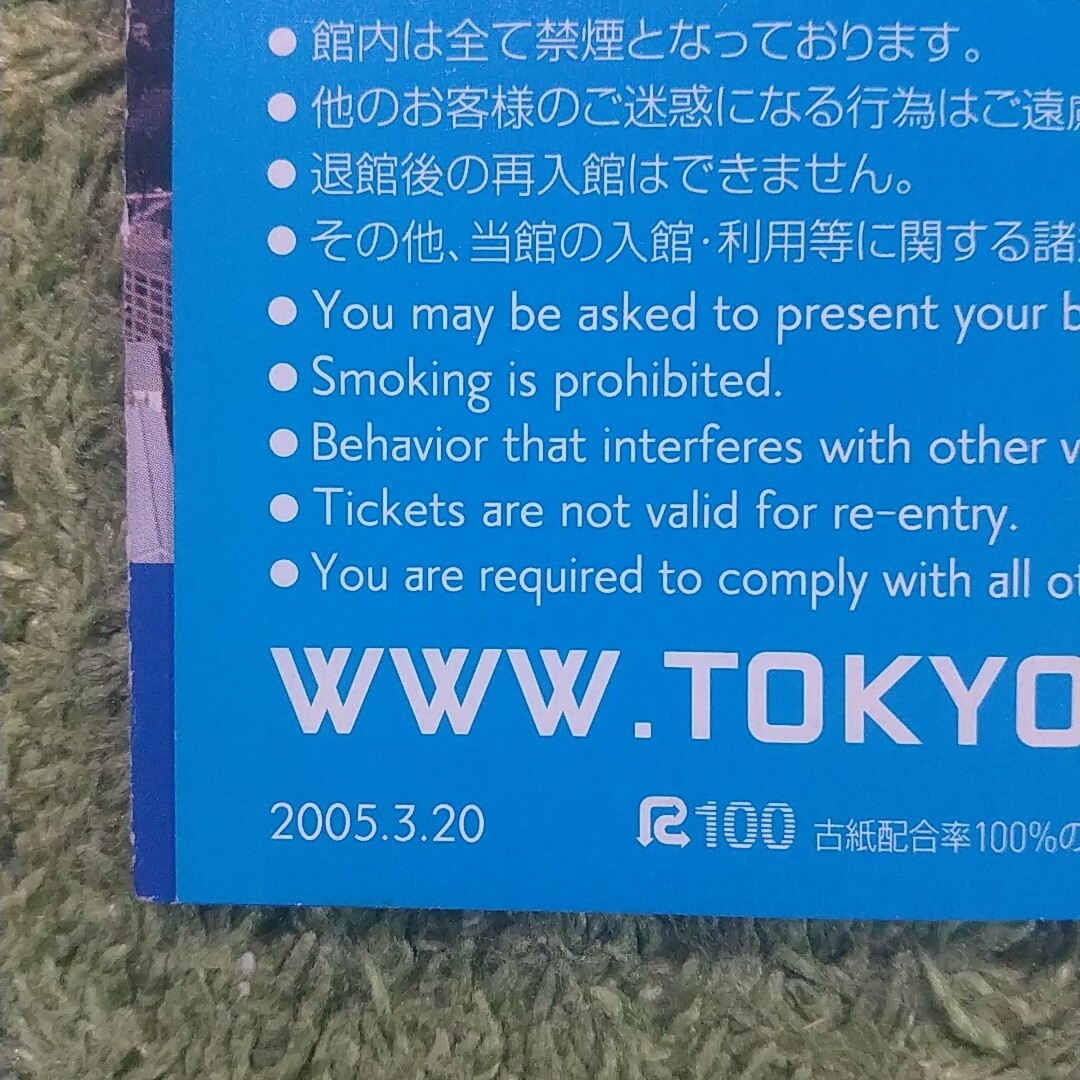 ● 館内は全て禁煙となっております。
● 他のお客様のご迷惑になる行為はご遠慮
● 退館後の再入館はできません。
● その他、当館の入館・利用等に関する諸
● You may be asked to present your b
● Smoking is prohibited.
● Behavior that interferes with other v
● Tickets are not valid for re-entry.
● You are required to comply with all ot
WWW.TOKYO
2005.3.20 R100 古紙配合率100%の